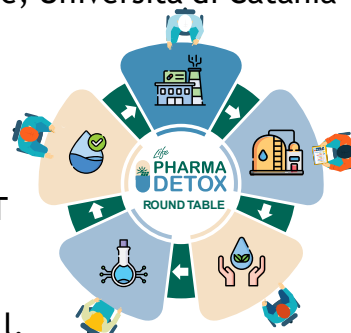 e, Università di Catania
Life
PHARMA
DETOX
ROUND TABLE
T
l.